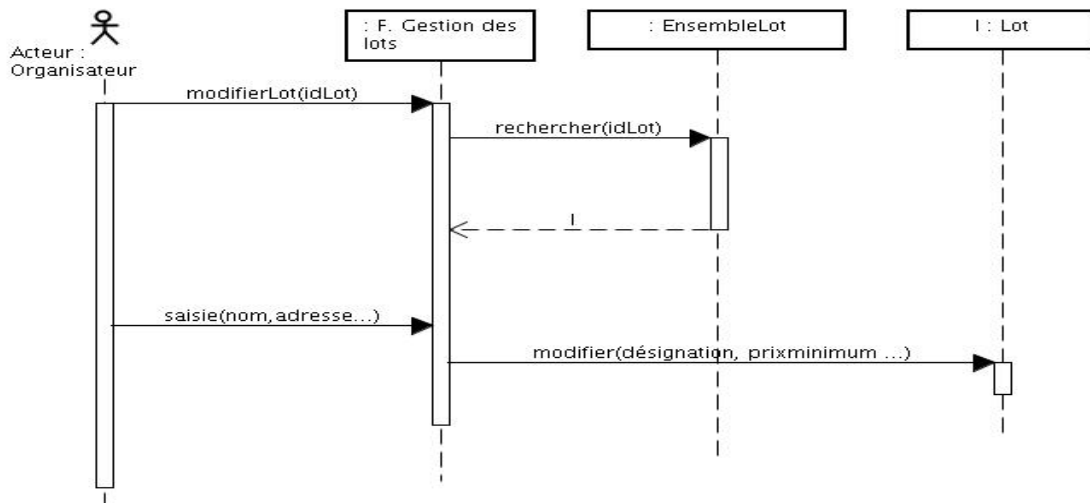 Acteur :
Organisateur
: F. Gestion des
lots
: EnsembleLot
l : Lot
modifierLot(idLot)
rechercher(idLot)
l
saisie(nom,adresse...)
modifier(désignation, prixminimum ...)